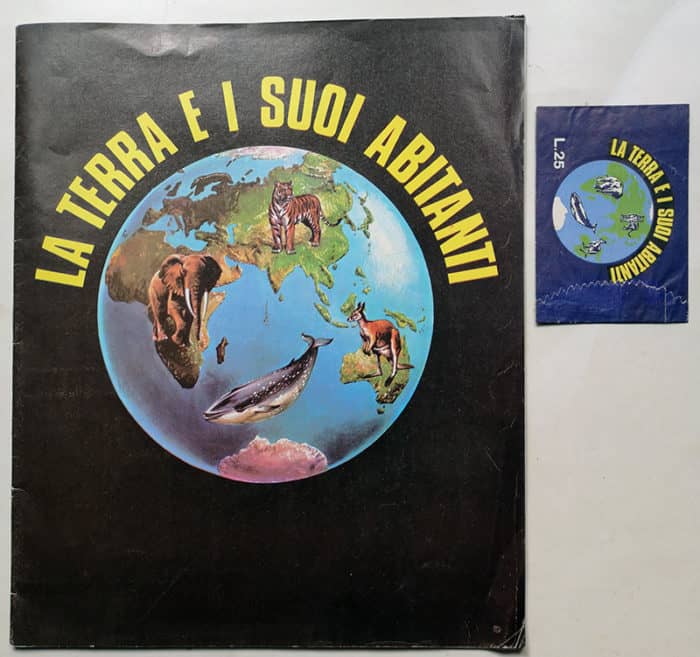 LA TERRA E I SUOI ABITANTI
LA TERRA E I SUOI ABITANTI
L.25